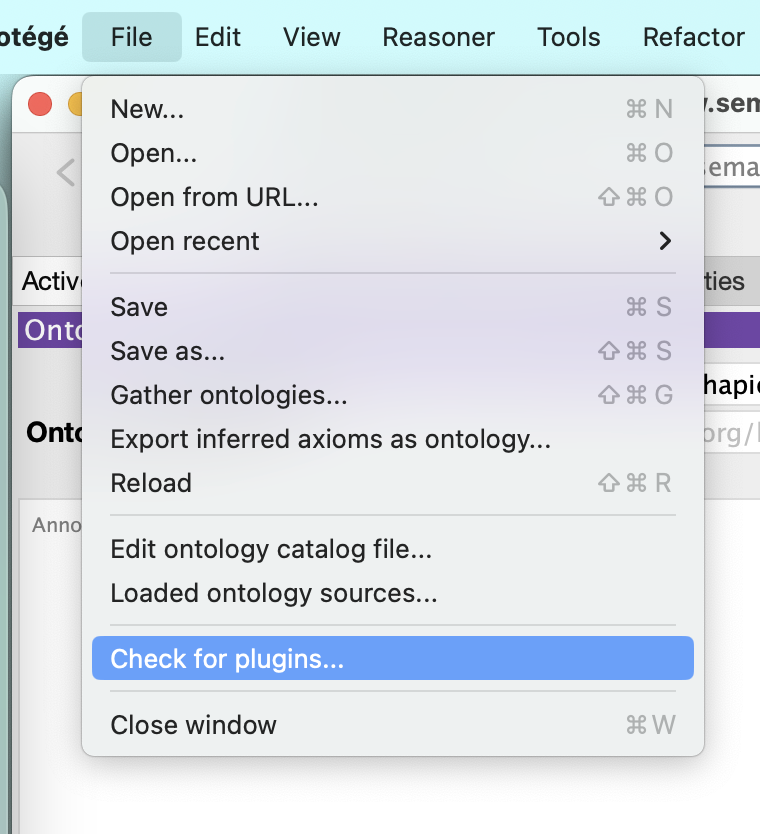 otégé File Edit View Reasoner Tools Refactor
New... ⌘ N
Open... ⌘ O
Open from URL... ⇧ ⌘ O
Open recent
Save ⌘ S
Save as... ⇧ ⌘ S
Gather ontologies... ⇧ ⌘ G
Export inferred axioms as ontology...
Reload ⇧ ⌘ R
Edit ontology catalog file...
Loaded ontology sources...
Check for plugins...
Close window ⌘ W
.sem
sema
Active
ties
Onto
hapi
Onto
org/
Anno